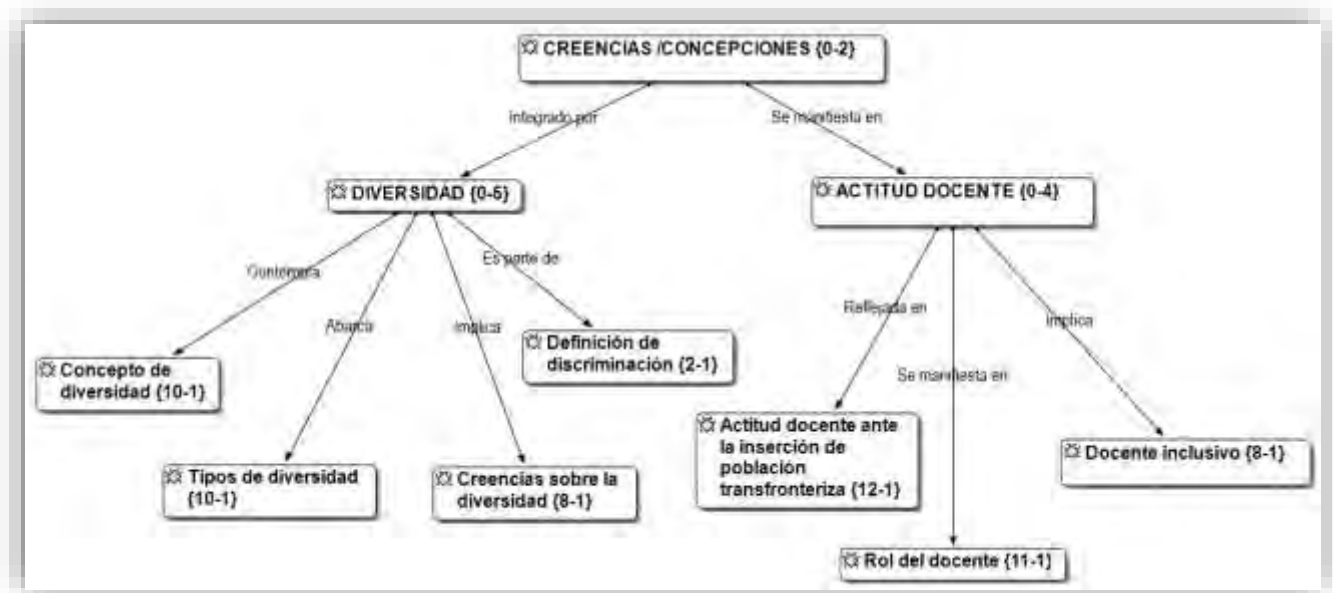 CREENCIAS /CONCEPCIONES {0-2}
Integrado por
Se manifiesta en
DIVERSIDAD {0-5}
ACTITUD DOCENTE {0-4}
Es parte de
Abarca
Implica
Reflejada en
Implica
Se manifiesta en
Definición de
discriminación {2-1}
Concepto de
diversidad {10-1}
Tipos de diversidad
{10-1}
Creencias sobre la
diversidad {8-1}
Actitud docente ante
la inserción de
población
transfronteriza {12-1}
Docente inclusivo {8-1}
Rol del docente {11-1}